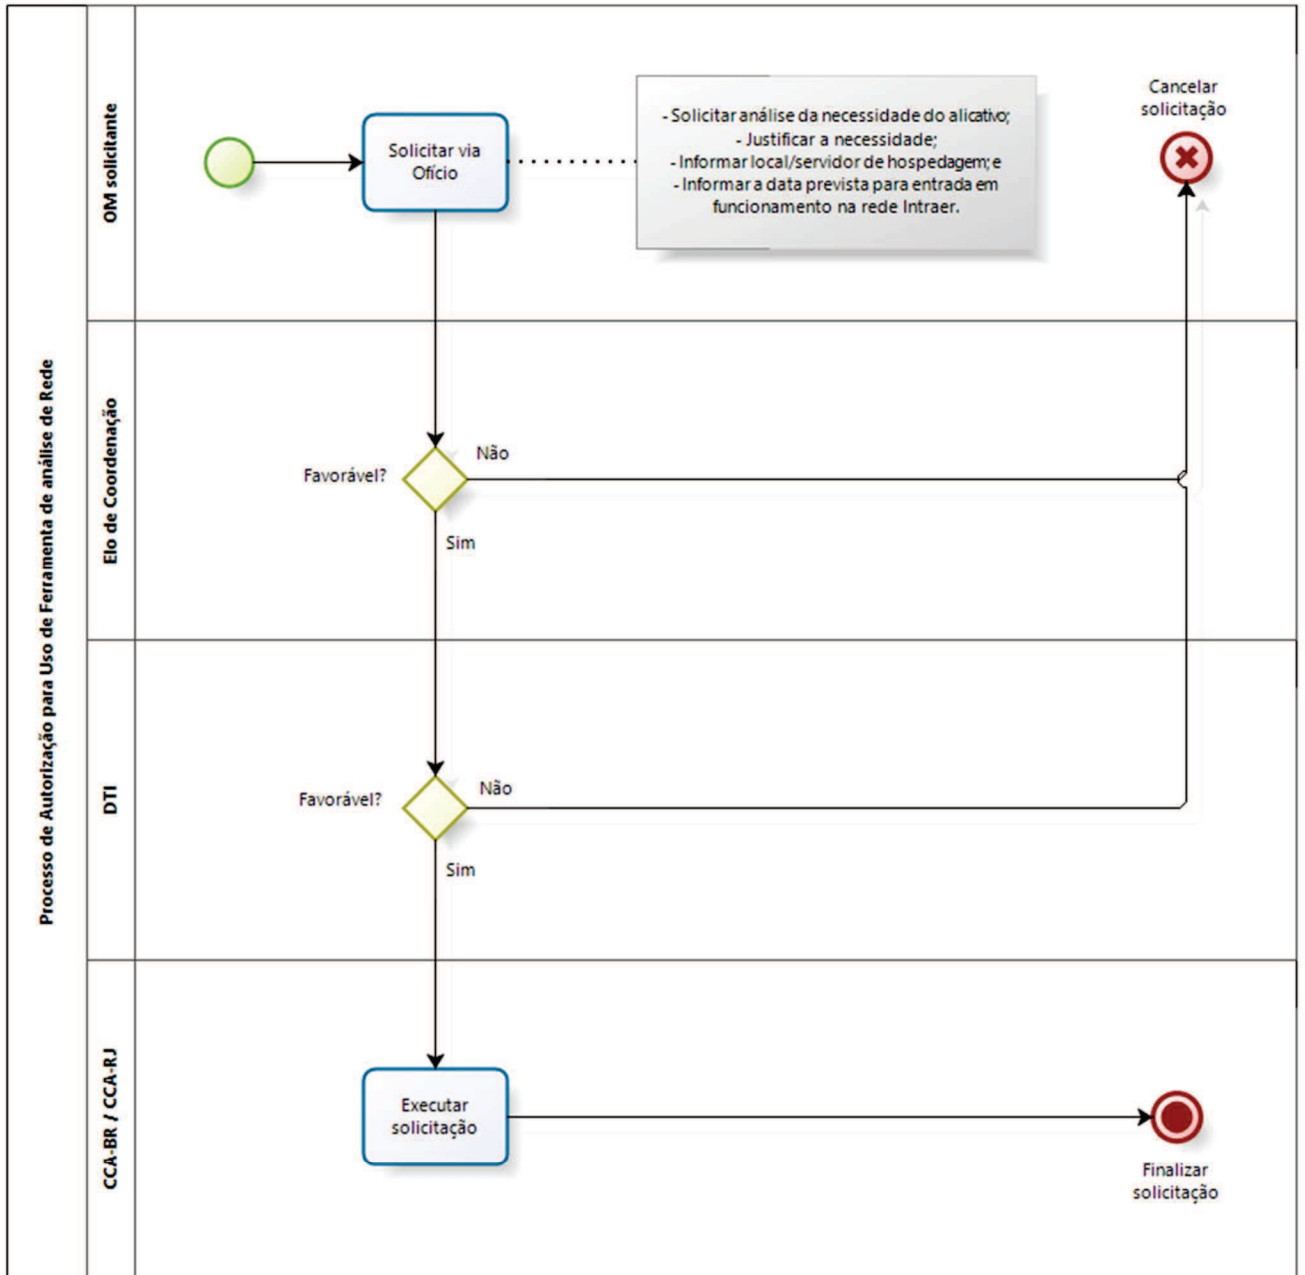 Processo de Autorização para Uso de Ferramenta de análise de Rede
OM solicitante
Solicitar via
Ofício
- Solicitar análise da necessidade do alicativo;
- Justificar a necessidade;
- Informar local/servidor de hospedagem; e
- Informar a data prevista para entrada em
funcionamento na rede Intraer.
Cancelar
solicitação
Elo de Coordenação
Favorável?
Não
Sim
DTI
Favorável?
Não
Sim
CCA-BR / CCA-RJ
Executar
solicitação
Finalizar
solicitação